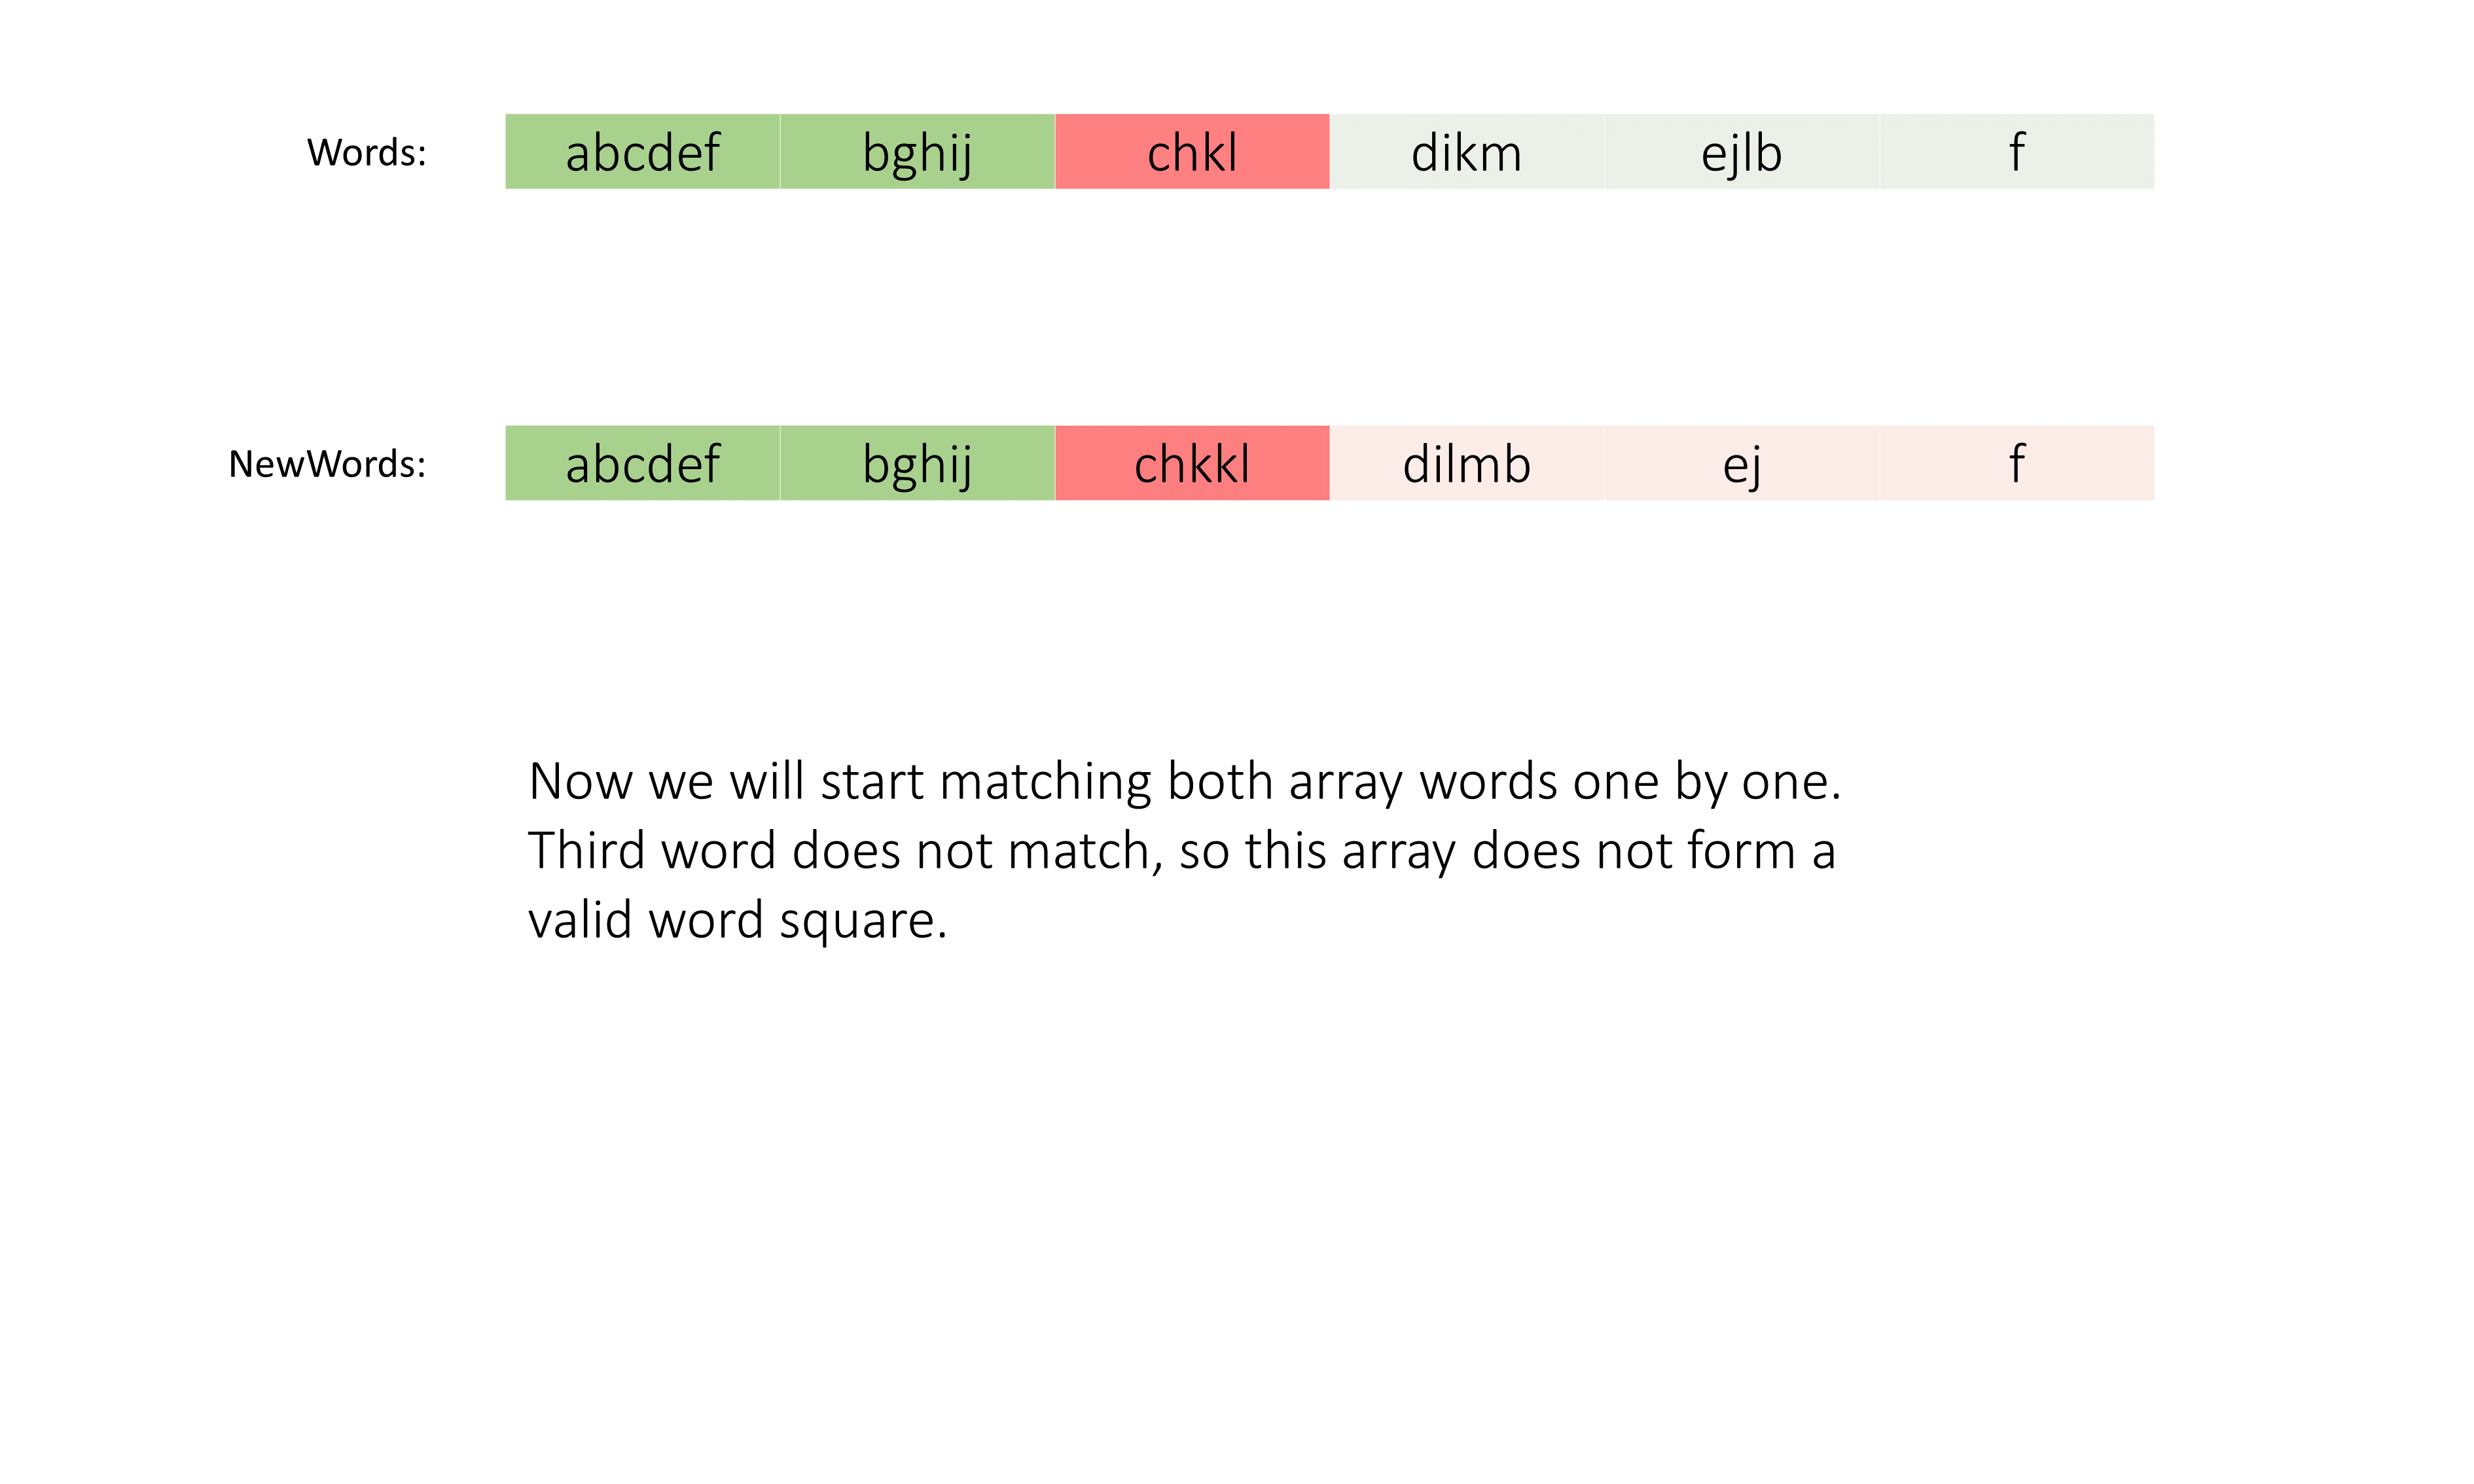 Words: abcdef bghij chkl dikm ejlb f
NewWords: abcdef bghij chkkl dilmb ej f
Now we will start matching both array words one by one.
Third word does not match, so this array does not form a
valid word square.